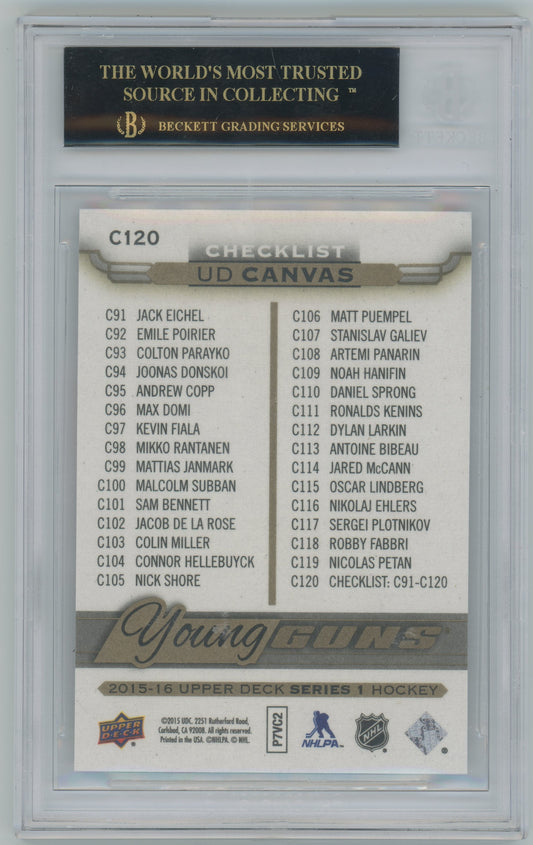 THE WORLD'S MOST TRUSTED
SOURCE IN COLLECTING ™
B BECKETT GRADING SERVICES
C120
CHECKLIST
UD CANVAS
C91 JACK EICHEL
C92 EMILE POIRIER
C93 COLTON PARAYKO
C94 JOONAS DONSKOI
C95 ANDREW COPP
C96 MAX DOMI
C97 KEVIN FIALA
C98 MIKKO RANTANEN
C99 MATTIAS JANMARK
C100 MALCOLM SUBBAN
C101 SAM BENNETT
C102 JACOB DE LA ROSE
C103 COLIN MILLER
C104 CONNOR HELLEBUYCK
C105 NICK SHORE
C106 MATT PUEMPEL
C107 STANISLAV GALIEV
C108 ARTEMI PANARIN
C109 NOAH HANIFIN
C110 DANIEL SPRONG
C111 RONALDS KENINS
C112 DYLAN LARKIN
C113 ANTOINE BIBEAU
C114 JARED McCANN
C115 OSCAR LINDBERG
C116 NIKOLAJ EHLERS
C117 SERGEI PLOTNIKOV
C118 ROBBY FABBRI
C119 NICOLAS PETAN
C120 CHECKLIST: C91-C120
Young GUNS
2015-16 UPPER DECK SERIES 1 HOCKEY
UPPER DECK
©2015 UDC. 2251 Rutherford Road,
Carlsbad, CA 92008. All rights reserved.
Printed in the USA. ©NHLPA. © NHL.
P7VC2
NHLPA
NHL